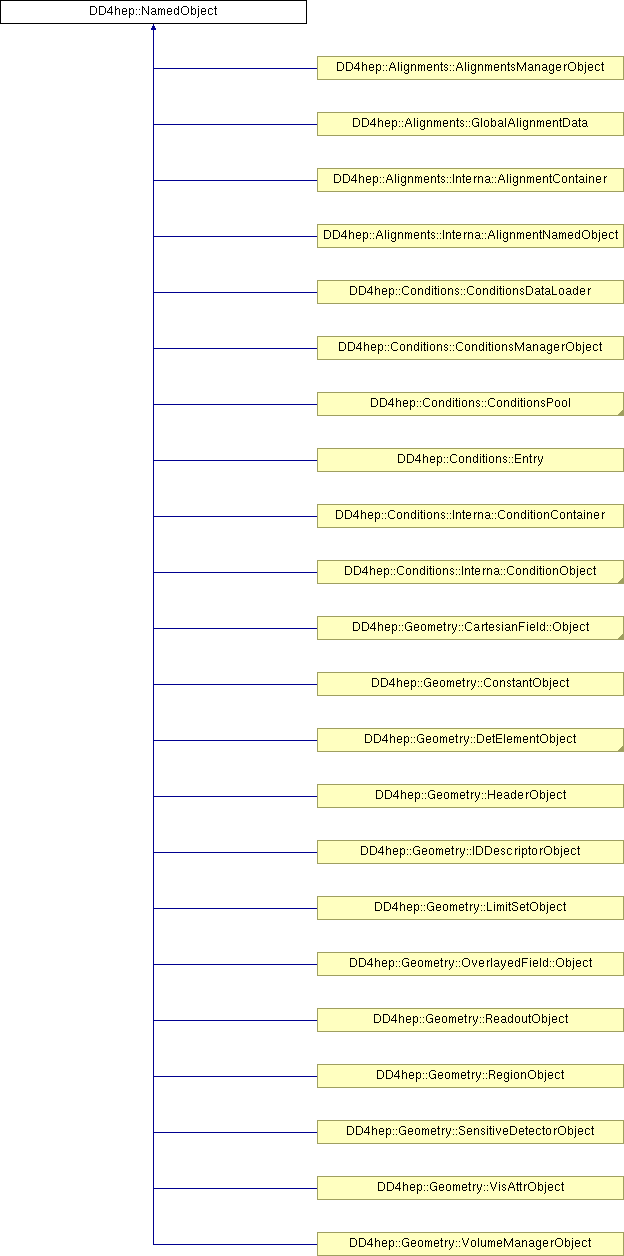 DD4hep::NamedObject
DD4hep::Alignments::AlignmentsManagerObject
DD4hep::Alignments::GlobalAlignmentData
DD4hep::Alignments::Interna::AlignmentContainer
DD4hep::Alignments::Interna::AlignmentNamedObject
DD4hep::Conditions::ConditionsDataLoader
DD4hep::Conditions::ConditionsManagerObject
DD4hep::Conditions::ConditionsPool
DD4hep::Conditions::Entry
DD4hep::Conditions::Interna::ConditionContainer
DD4hep::Conditions::Interna::ConditionObject
DD4hep::Geometry::CartesianField::Object
DD4hep::Geometry::ConstantObject
DD4hep::Geometry::DetElementObject
DD4hep::Geometry::HeaderObject
DD4hep::Geometry::IDDescriptorObject
DD4hep::Geometry::LimitSetObject
DD4hep::Geometry::OverlayedField::Object
DD4hep::Geometry::ReadoutObject
DD4hep::Geometry::RegionObject
DD4hep::Geometry::SensitiveDetectorObject
DD4hep::Geometry::VisAttrObject
DD4hep::Geometry::VolumeManagerObject